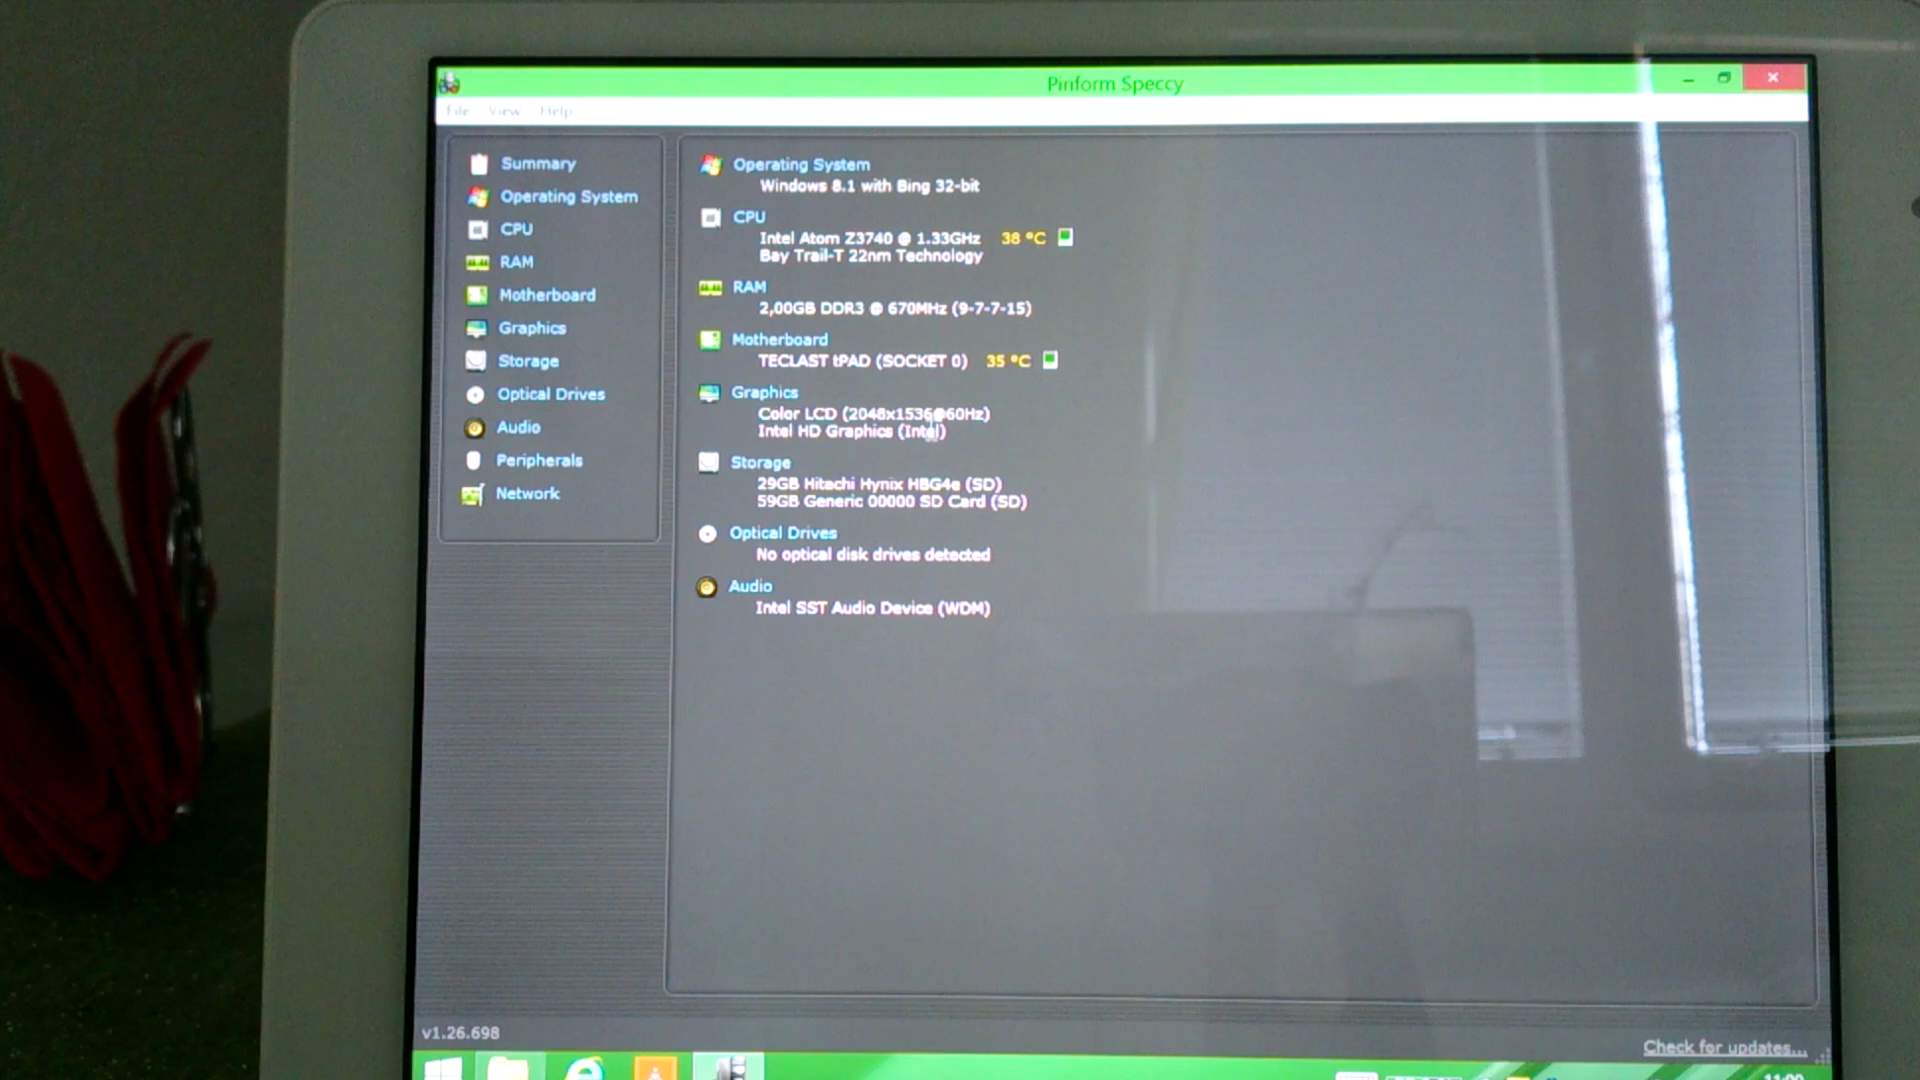 Piriform Speccy
File View Help
Summary
Operating System
CPU
RAM
Motherboard
Graphics
Storage
Optical Drives
Audio
Peripherals
Network
Operating System
Windows 8.1 with Bing 32-bit
CPU
Intel Atom Z3740 @ 1.33GHz 38 °C
Bay Trail-T 22nm Technology
RAM
2,00GB DDR3 @ 670MHz (9-7-7-15)
Motherboard
TECLAST tPAD (SOCKET 0) 35 °C
Graphics
Color LCD (2048x1536@60Hz)
Intel HD Graphics (Intel)
Storage
29GB Hitachi Hynix HBG4e (SD)
59GB Generic 00000 SD Card (SD)
Optical Drives
No optical disk drives detected
Audio
Intel SST Audio Device (WDM)
v1.26.698
Check for updates...